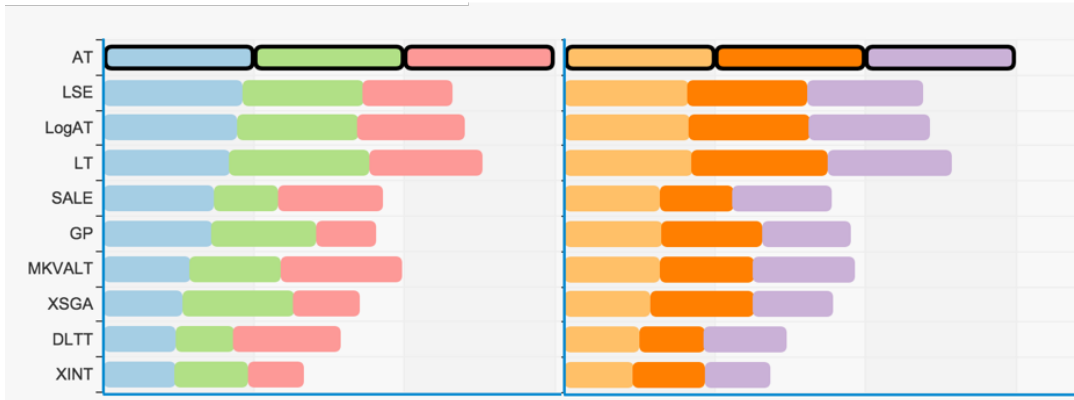 AT
LSE
LogAT
LT
SALE
GP
MKVALT
XSGA
DLTT
XINT